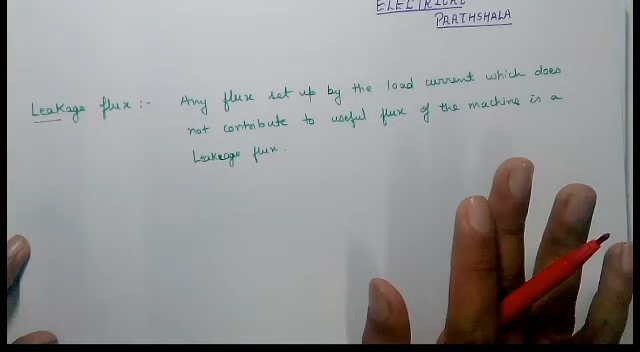 ELECTRICAL
PRATHSHALA
Leakage flux :- Any flux set up by the load current which does
not contribute to useful flux of the machine is a
Leakage flux.